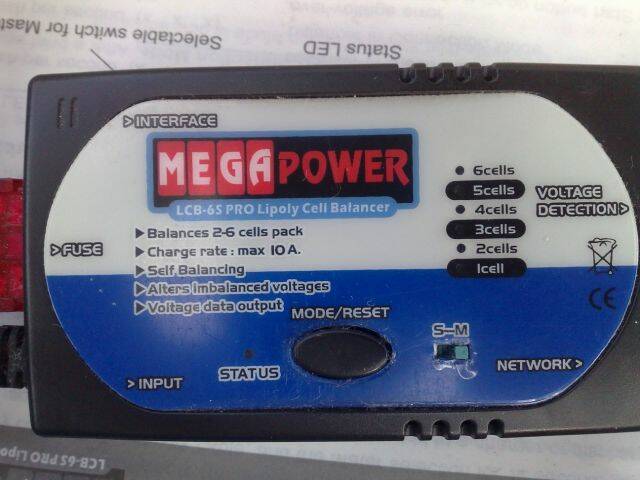 Selectable switch for Mast
Status LED
>INTERFACE
MEGAPOWER
LCB-6S PRO Lipoly Cell Balancer
▶Balances 2-6 cells pack
▶Charge rate : max 10 A.
▶Self Balancing
▶Alters Imbalanced voltages
▶Voltage data output
6cells
5cells
4cells
3cells
2cells
1cell
VOLTAGE
DETECTION>
>FUSE
CE
MODE/RESET
S-M
STATUS
>INPUT
NETWORK>
LCB-6S PRO Lipo